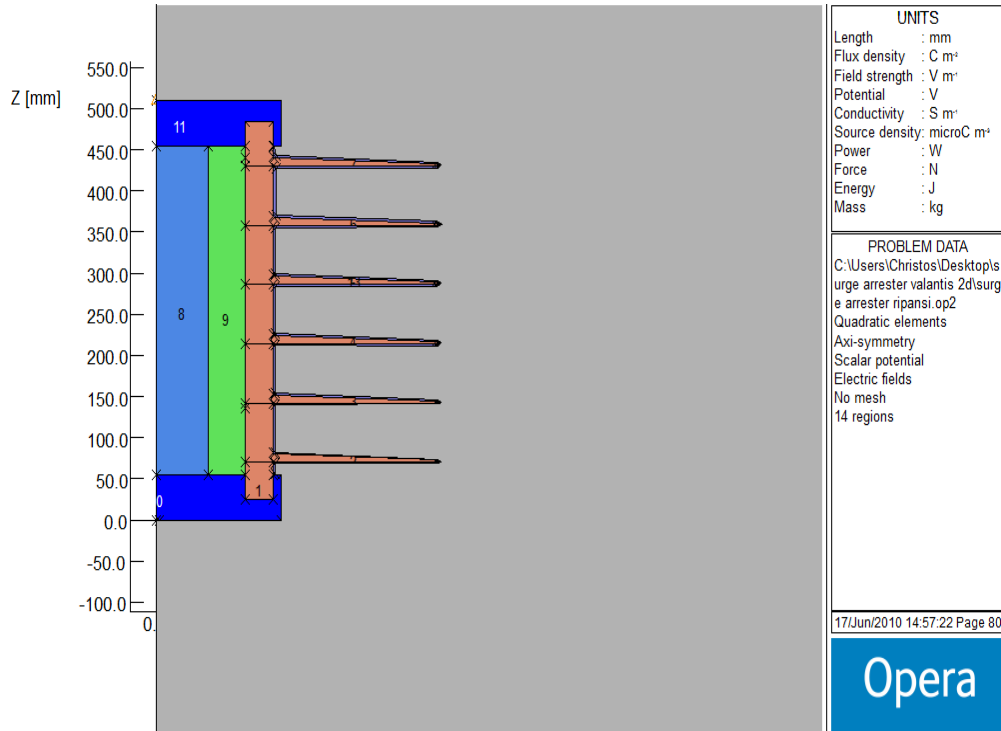 Z [mm]
550.0
500.0
450.0
400.0
350.0
300.0
250.0
200.0
150.0
100.0
50.0
0.0
-50.0
-100.0
0.
11
8
9
1
0
UNITS
Length : mm
Flux density : C m⁻²
Field strength : V m⁻¹
Potential : V
Conductivity : S m⁻¹
Source density: microC m⁻³
Power : W
Force : N
Energy : J
Mass : kg
PROBLEM DATA
C:\Users\Christos\Desktop\s
urge arrester valantis 2d\surg
e arrester ripansi.op2
Quadratic elements
Axi-symmetry
Scalar potential
Electric fields
No mesh
14 regions
17/Jun/2010 14:57:22 Page 80
Opera